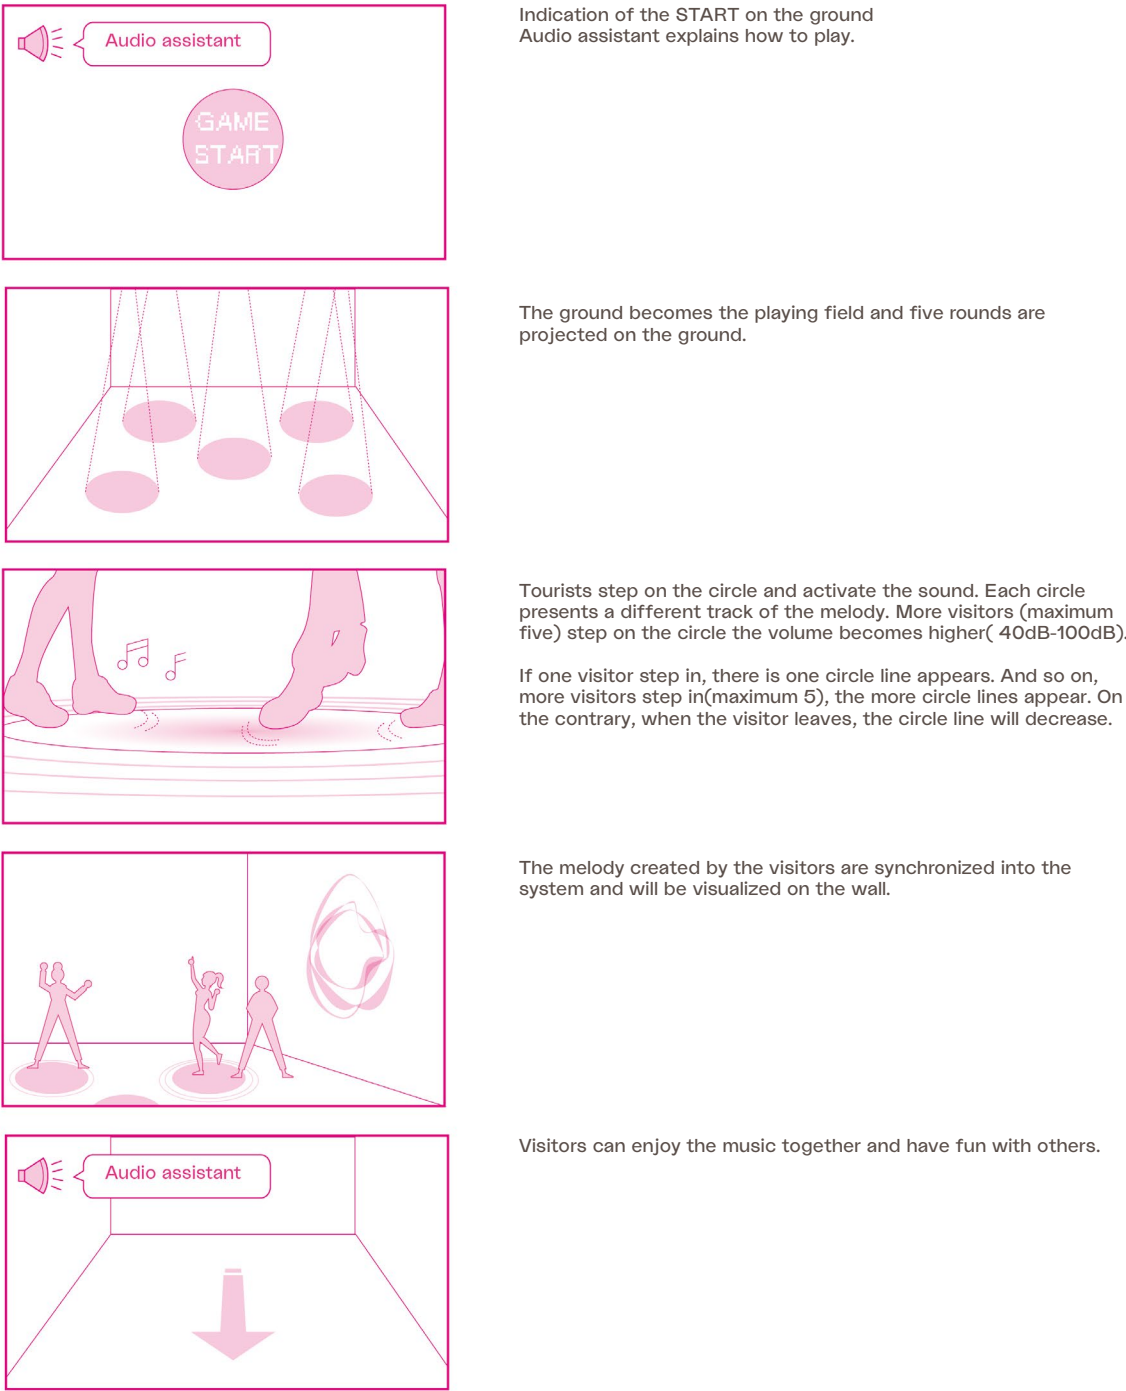 Audio assistant
GAME
START
Indication of the START on the ground
Audio assistant explains how to play.
The ground becomes the playing field and five rounds are
projected on the ground.
Tourists step on the circle and activate the sound. Each circle
presents a different track of the melody. More visitors (maximum
five) step on the circle the volume becomes higher( 40dB-100dB).
If one visitor step in, there is one circle line appears. And so on,
more visitors step in(maximum 5), the more circle lines appear. On
the contrary, when the visitor leaves, the circle line will decrease.
The melody created by the visitors are synchronized into the
system and will be visualized on the wall.
Audio assistant
Visitors can enjoy the music together and have fun with others.